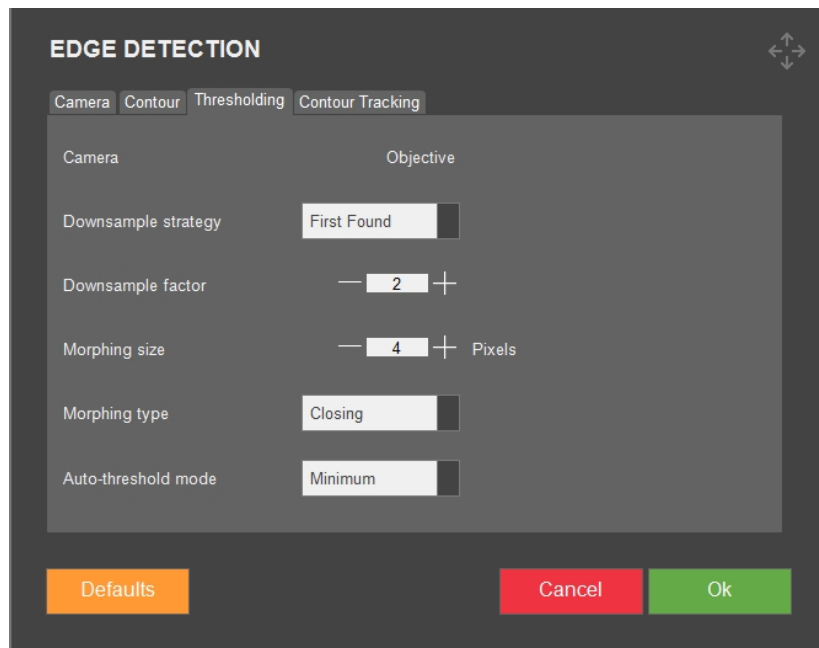 EDGE DETECTION
Camera Contour Thresholding Contour Tracking
Camera Objective
Downsample strategy First Found
Downsample factor 2
Morphing size 4 Pixels
Morphing type Closing
Auto-threshold mode Minimum
Defaults Cancel Ok